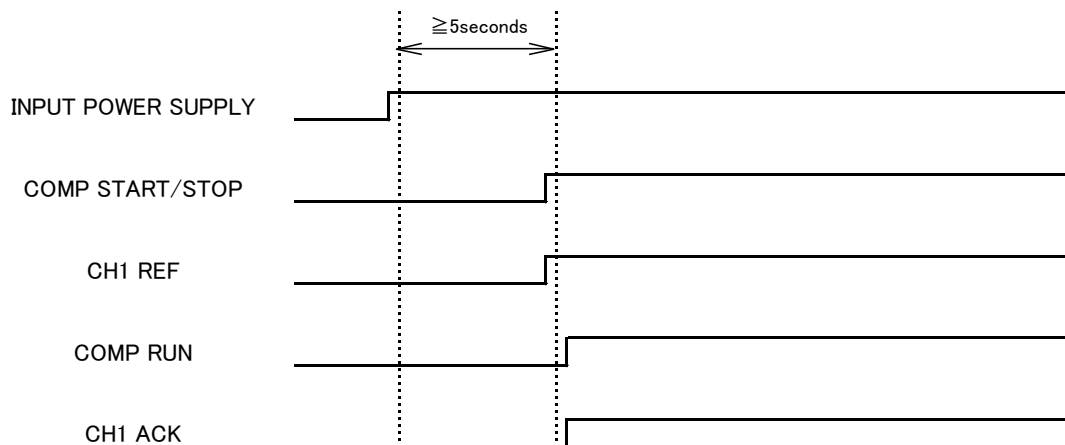 ≧5seconds
INPUT POWER SUPPLY
COMP START/STOP
CH1 REF
COMP RUN
CH1 ACK